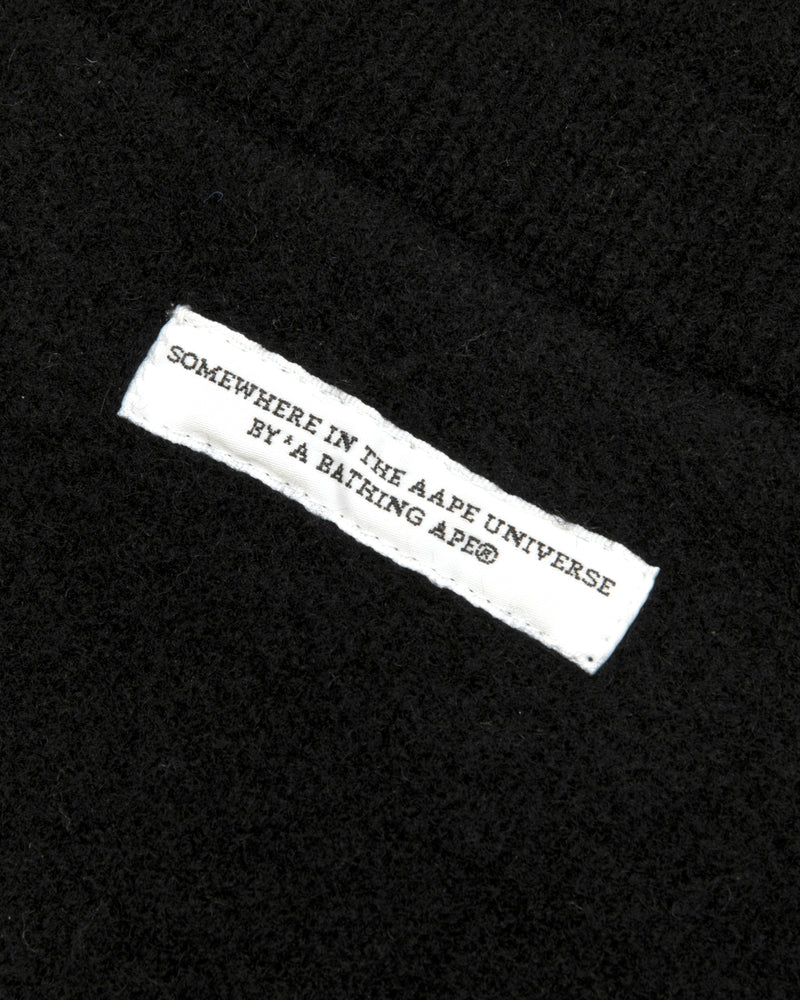 SOMEWHERE IN THE AAPE UNIVERSE
BY *A BATHING APE®